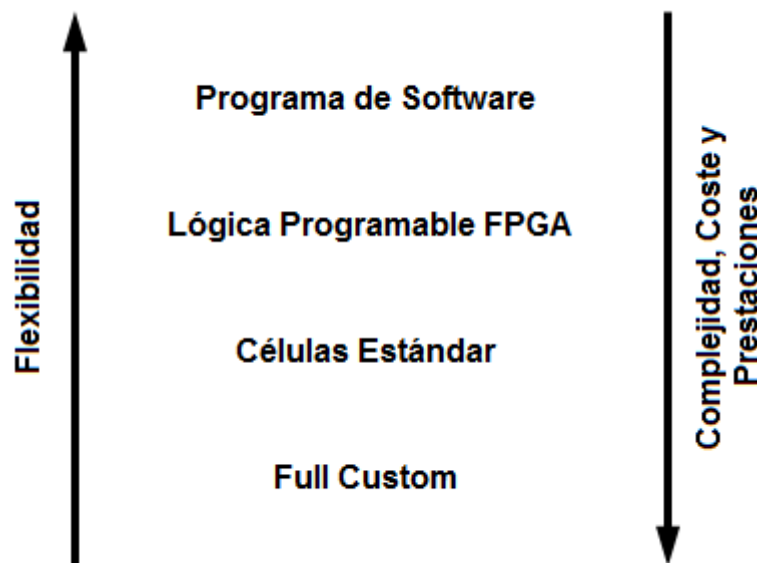 Programa de Software
Lógica Programable FPGA
Células Estándar
Full Custom
Flexibilidad
Complejidad, Coste y
Prestaciones